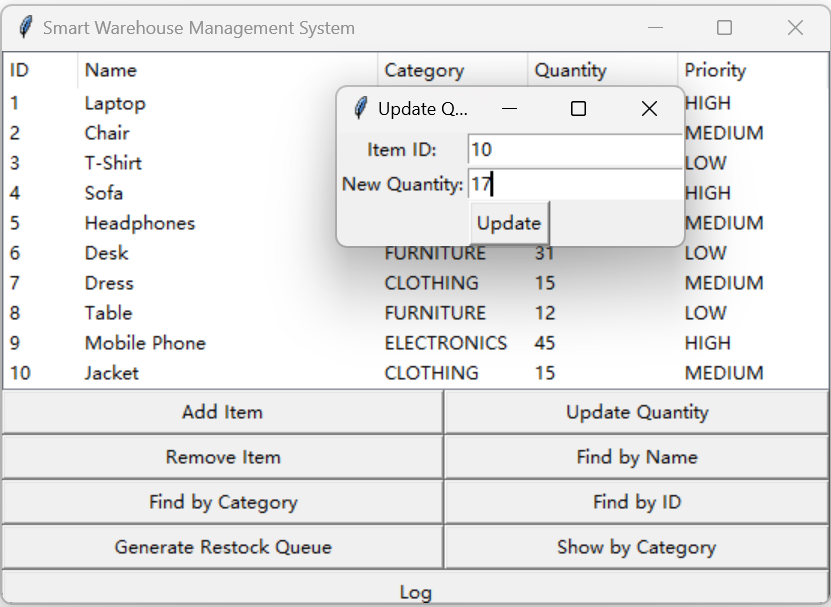 Smart Warehouse Management System
ID Name Category Quantity Priority
1 Laptop HIGH
2 Chair MEDIUM
3 T-Shirt LOW
4 Sofa HIGH
5 Headphones MEDIUM
6 Desk FURNITURE 31 LOW
7 Dress CLOTHING 15 MEDIUM
8 Table FURNITURE 12 LOW
9 Mobile Phone ELECTRONICS 45 HIGH
10 Jacket CLOTHING 15 MEDIUM
Update Q...
Item ID: 10
New Quantity: 17
Update
Add Item Update Quantity
Remove Item Find by Name
Find by Category Find by ID
Generate Restock Queue Show by Category
Log